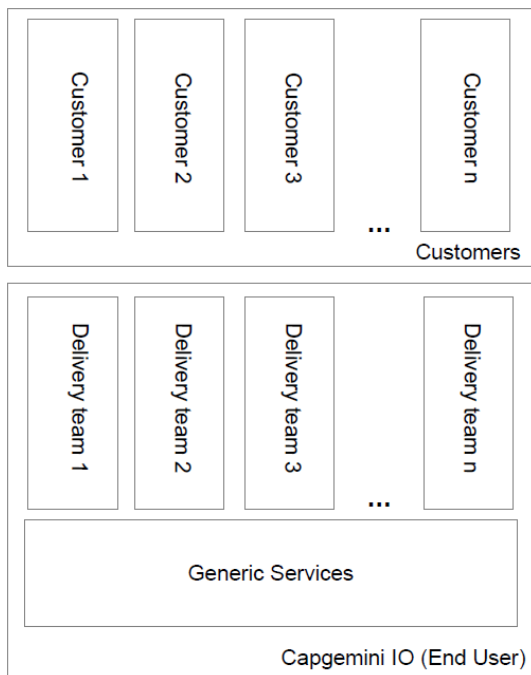 Customer 1
Customer 2
Customer 3
...
Customer n
Customers
Delivery team 1
Delivery team 2
Delivery team 3
...
Delivery team n
Generic Services
Capgemini IO (End User)